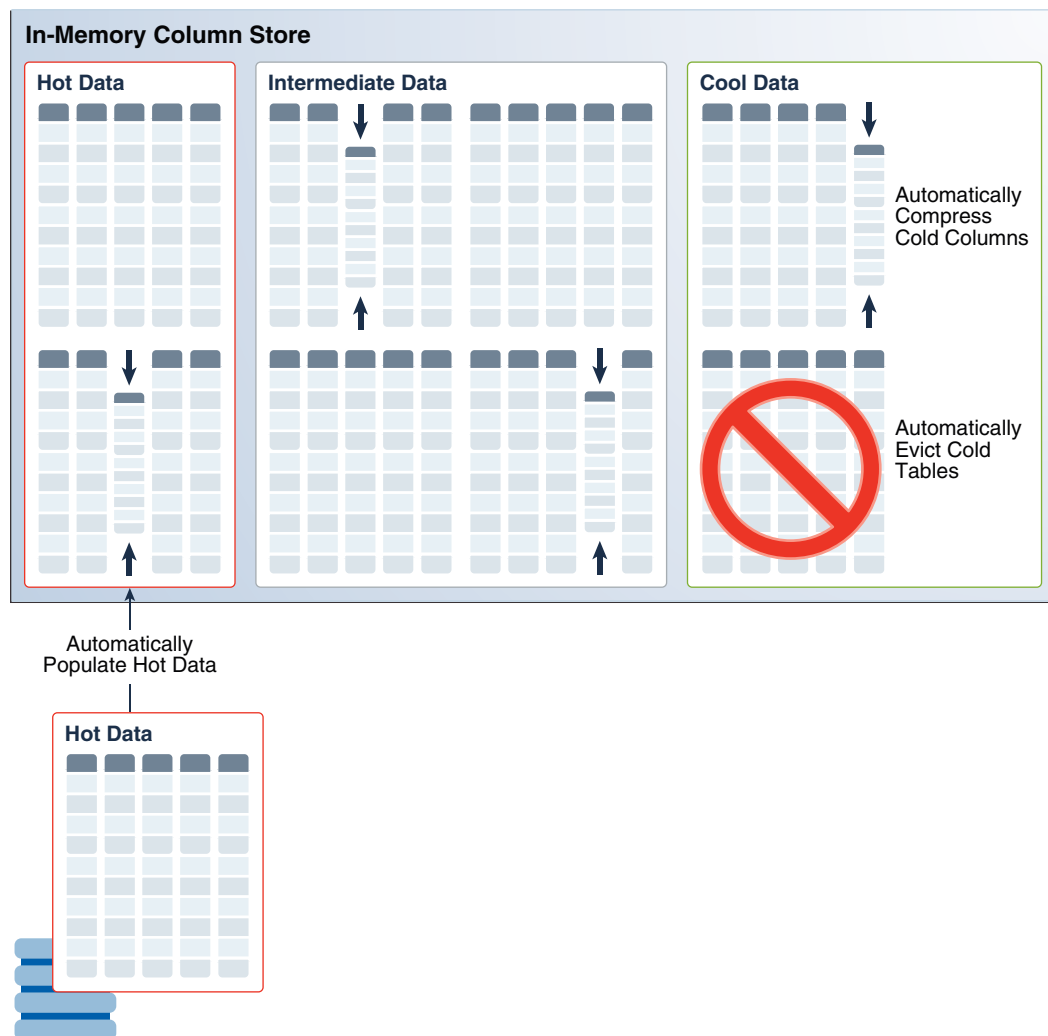 In-Memory Column Store
Hot Data
Intermediate Data
Cool Data
Automatically
Compress
Cold Columns
Automatically
Evict Cold
Tables
Automatically
Populate Hot Data
Hot Data